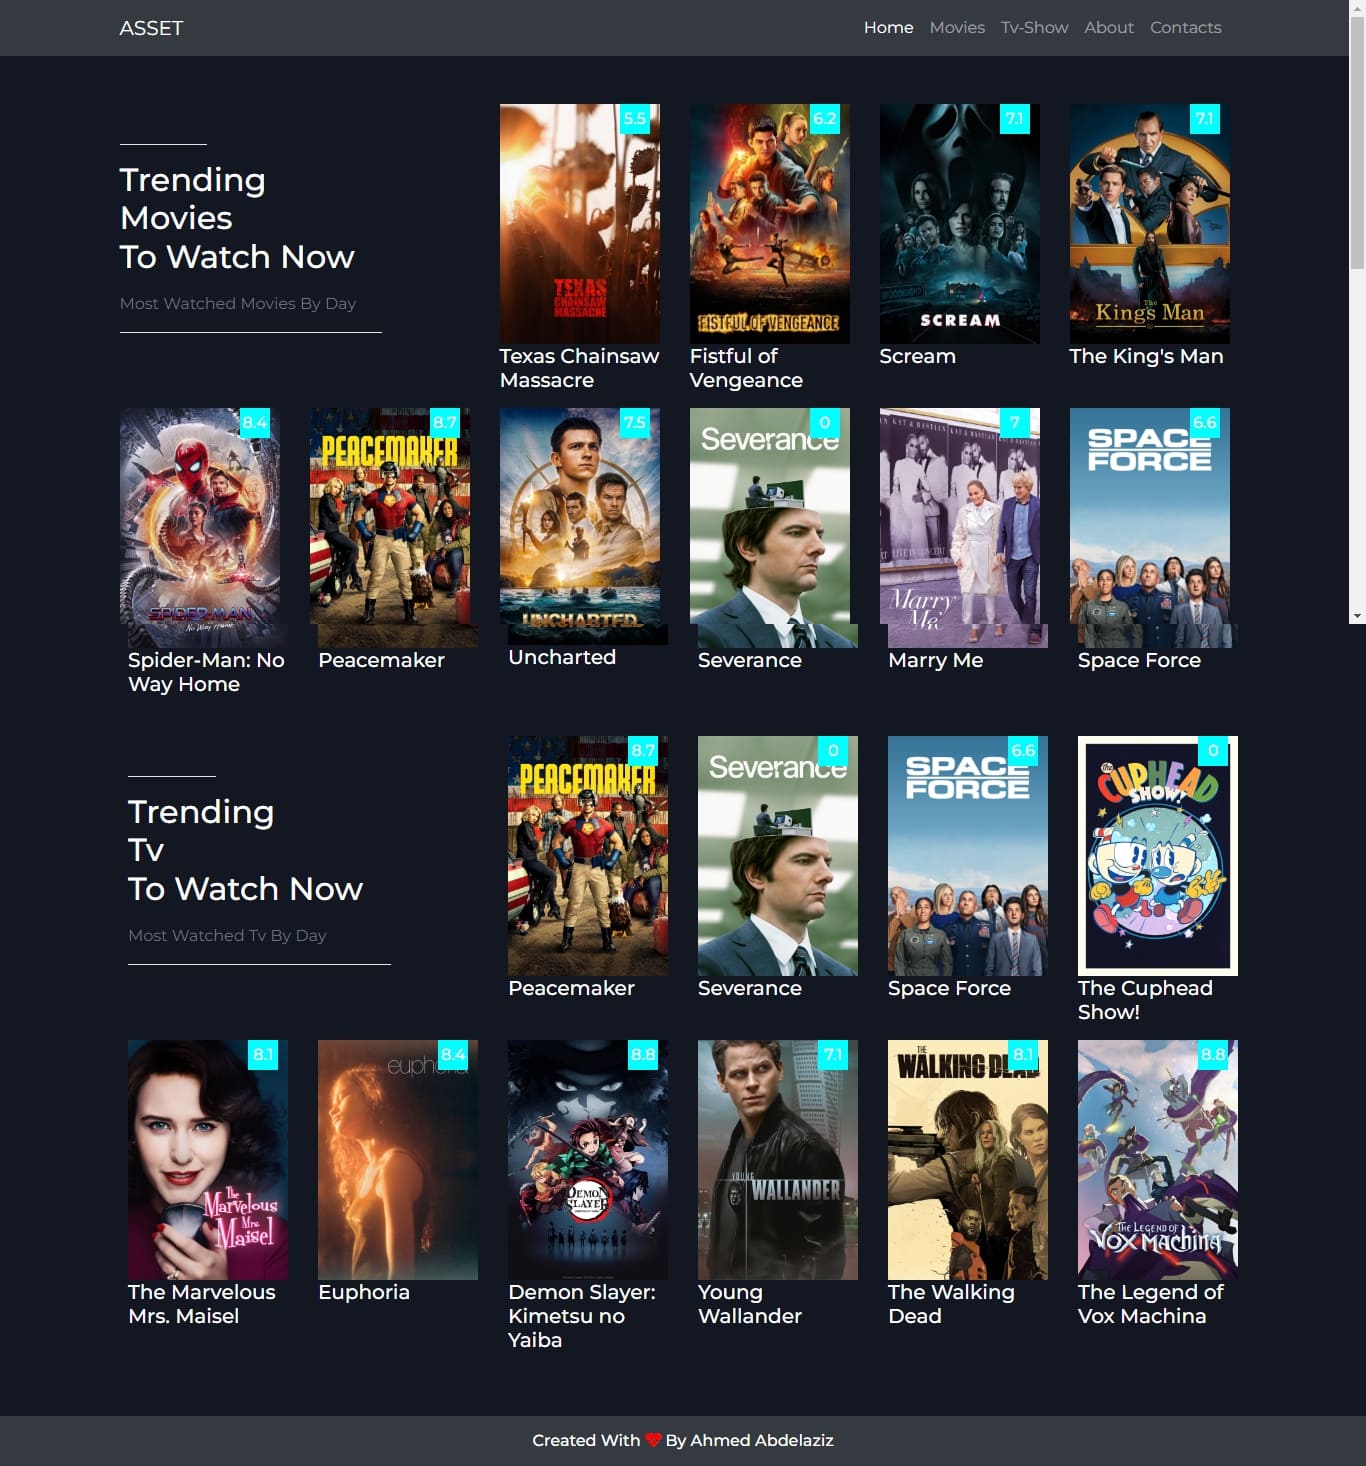 ASSET
Home Movies Tv-Show About Contacts
Trending
Movies
To Watch Now
Most Watched Movies By Day
5.5
TEXAS
CHAINSAW
MASSACRE
Texas Chainsaw
Massacre
6.2
FISTFUL OF VENGEANCE
Fistful of
Vengeance
7.1
SCREAM
Scream
7.1
The
King's Man
The King's Man
8.4
SPIDER-MAN
No Way Home
Spider-Man: No
Way Home
8.7
PEACEMAKER
Peacemaker
7.5
UNCHARTED
Uncharted
0
Severance
Severance
7
KAT & BASTIAN
LIVE IN CONCERT
Marry
Me
Marry Me
6.6
SPACE
FORCE
Space Force
Trending
Tv
To Watch Now
Most Watched Tv By Day
8.7
PEACEMAKER
Peacemaker
0
Severance
Severance
6.6
SPACE
FORCE
Space Force
0
The
CUPHEAD
SHOW!
The Cuphead
Show!
8.1
The
Marvelous
Mrs.
Maisel
The Marvelous
Mrs. Maisel
8.4
euphoria
Euphoria
8.8
DEMON
SLAYER
Demon Slayer:
Kimetsu no
Yaiba
7.1
YOUNG
WALLANDER
Young
Wallander
8.1
THE
WALKING DEAD
The Walking
Dead
8.8
THE LEGEND OF
VOX MACHINA
The Legend of
Vox Machina
Created With By Ahmed Abdelaziz